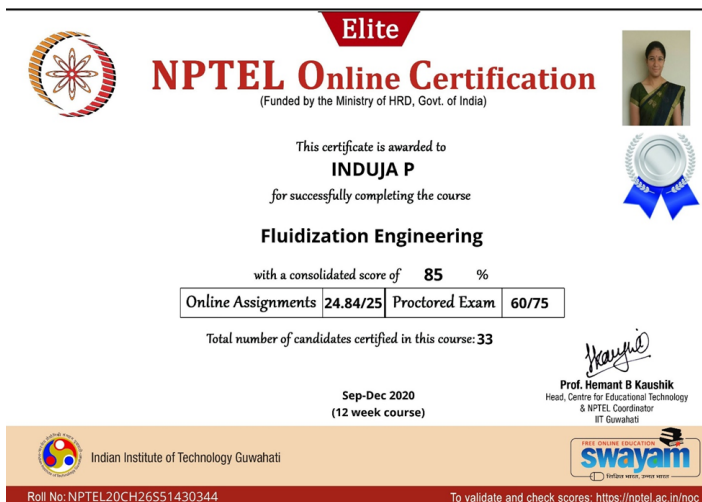 Elite
NPTEL Online Certification
(Funded by the Ministry of HRD, Govt. of India)
This certificate is awarded to
INDUJA P
for successfully completing the course
Fluidization Engineering
with a consolidated score of 85 %
Online Assignments 24.84/25 Proctored Exam 60/75
Total number of candidates certified in this course: 33
Prof. Hemant B Kaushik
Head, Centre for Educational Technology
& NPTEL Coordinator
IIT Guwahati
Sep-Dec 2020
(12 week course)
Indian Institute of Technology Guwahati
FREE ONLINE EDUCATION
swayam
शिक्षित भारत, उन्नत भारत
Roll No: NPTEL20CH26S51430344
To validate and check scores: https://nptel.ac.in/noc